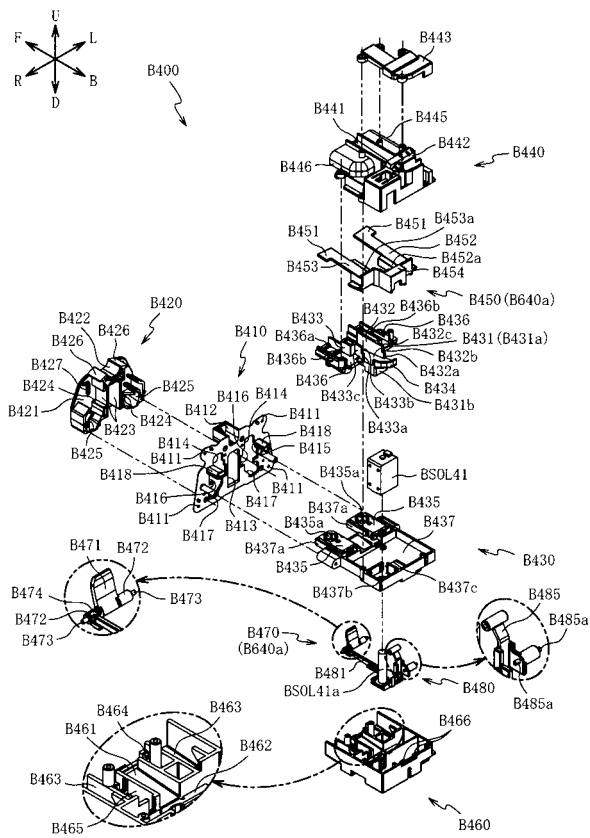 U
F L
R B
D
B400
B443
B441
B445
B446
B442
B440
B451
B453a
B451
B452
B452a
B453
B454
B450(B640a)
B420
B422
B426
B426
B427
B424
B421
B425
B424
B423
B425
B410
B416
B414
B412
B411
B414
B411
B418
B418
B415
B416
B411
B417
B411
B413
B417
B433
B432
B436b
B436
B436a
B432c
B431(B431a)
B436b
B432b
B432a
B436
B434
B433c
B433b
B431b
B433a
BSOL41
B435a
B437a
B435
B435a
B437
B437a
B435
B430
B437b
B437c
B471
B472
B474
B472
B473
B473
B470
(B640a)
B481
BSOL41a
B480
B485
B485a
B485a
B464
B463
B461
B462
B463
B465
B466
B460